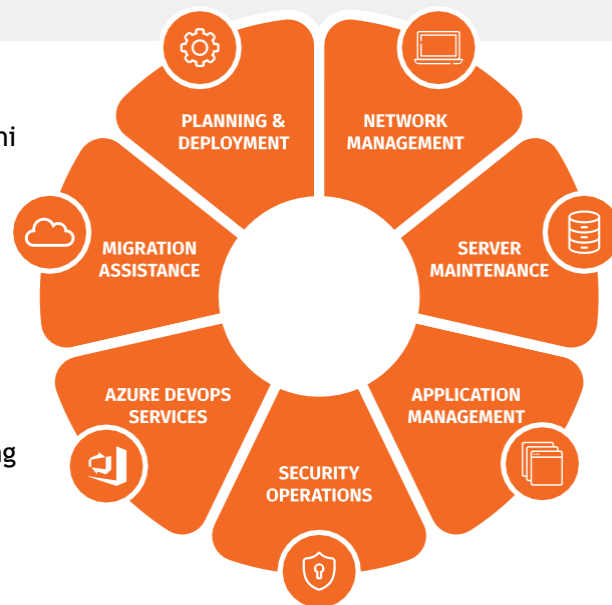 PLANNING &
DEPLOYMENT
NETWORK
MANAGEMENT
MIGRATION
ASSISTANCE
SERVER
MAINTENANCE
AZURE DEVOPS
SERVICES
APPLICATION
MANAGEMENT
SECURITY
OPERATIONS